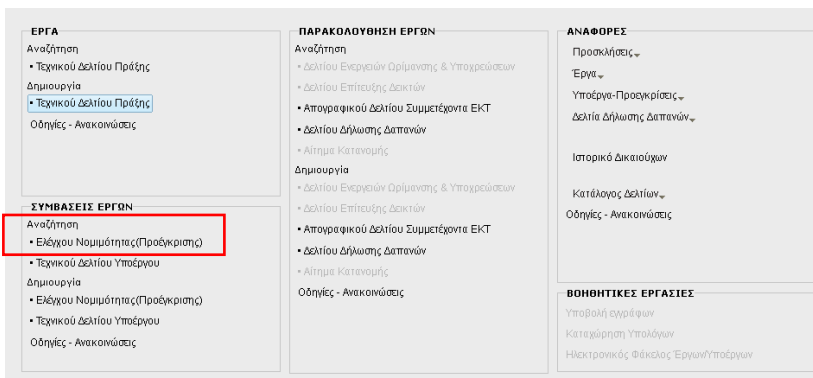 ΕΡΓΑ
Αναζήτηση
▪ Τεχνικού Δελτίου Πράξης
Δημιουργία
▪ Τεχνικού Δελτίου Πράξης
Οδηγίες - Ανακοινώσεις
ΣΥΜΒΑΣΕΙΣ ΕΡΓΩΝ
Αναζήτηση
▪ Ελέγχου Νομιμότητας(Προέγκρισης)
▪ Τεχνικού Δελτίου Υποέργου
Δημιουργία
▪ Ελέγχου Νομιμότητας(Προέγκρισης)
▪ Τεχνικού Δελτίου Υποέργου
Οδηγίες - Ανακοινώσεις
ΠΑΡΑΚΟΛΟΥΘΗΣΗ ΕΡΓΩΝ
Αναζήτηση
▪ Δελτίου Ενεργειών Ωρίμανσης & Υποχρεώσεων
▪ Δελτίου Επίτευξης Δεικτών
▪ Απογραφικού Δελτίου Συμμετέχοντα ΕΚΤ
▪ Δελτίου Δήλωσης Δαπανών
▪ Αίτημα Κατανομής
Δημιουργία
▪ Δελτίου Ενεργειών Ωρίμανσης & Υποχρεώσεων
▪ Δελτίου Επίτευξης Δεικτών
▪ Απογραφικού Δελτίου Συμμετέχοντα ΕΚΤ
▪ Δελτίου Δήλωσης Δαπανών
▪ Αίτημα Κατανομής
Οδηγίες - Ανακοινώσεις
ΑΝΑΦΟΡΕΣ
Προσκλήσεις
Έργα
Υποέργα-Προεγκρίσεις
Δελτία Δήλωσης Δαπανών
Ιστορικό Δικαιούχων
Κατάλογος Δελτίων
Οδηγίες - Ανακοινώσεις
ΒΟΗΘΗΤΙΚΕΣ ΕΡΓΑΣΙΕΣ
Υποβολή εγγράφων
Καταχώρηση Υπολόγων
Ηλεκτρονικός Φάκελος Έργων/Υποέργων